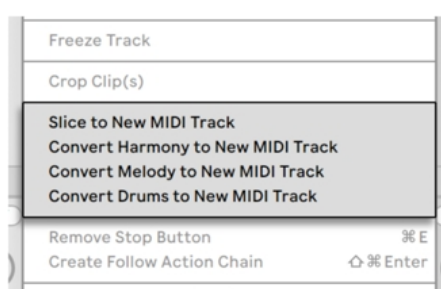 Freeze Track
Crop Clip(s)
Slice to New MIDI Track
Convert Harmony to New MIDI Track
Convert Melody to New MIDI Track
Convert Drums to New MIDI Track
Remove Stop Button ⌘ E
Create Follow Action Chain ⇧ ⌘ Enter